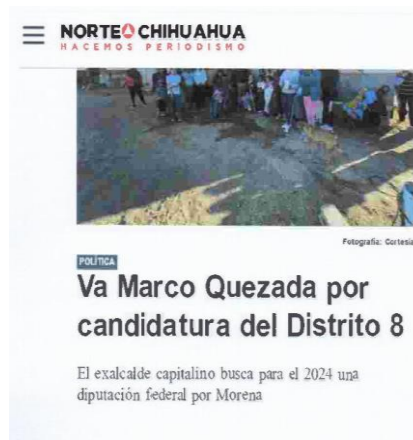 NORTE CHIHUAHUA
HACEMOS PERIODISMO
Fotografía: Cortesía
POLÍTICA
Va Marco Quezada por
candidatura del Distrito 8
El exalcalde capitalino busca para el 2024 una
diputación federal por Morena